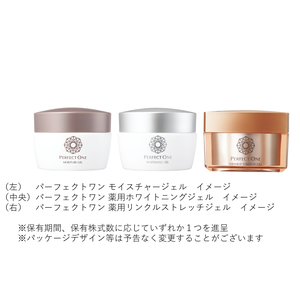 PERFECT ONE
PERFECT ONE
PERFECT ONE
(左)　パーフェクトワン モイスチャージェル　イメージ
(中央) パーフェクトワン 薬用ホワイトニングジェル　イメージ
(右)　パーフェクトワン 薬用リンクルストレッチジェル　イメージ
※保有期間、保有株式数に応じていずれか１つを進呈
※パッケージデザイン等は予告なく変更することがございます